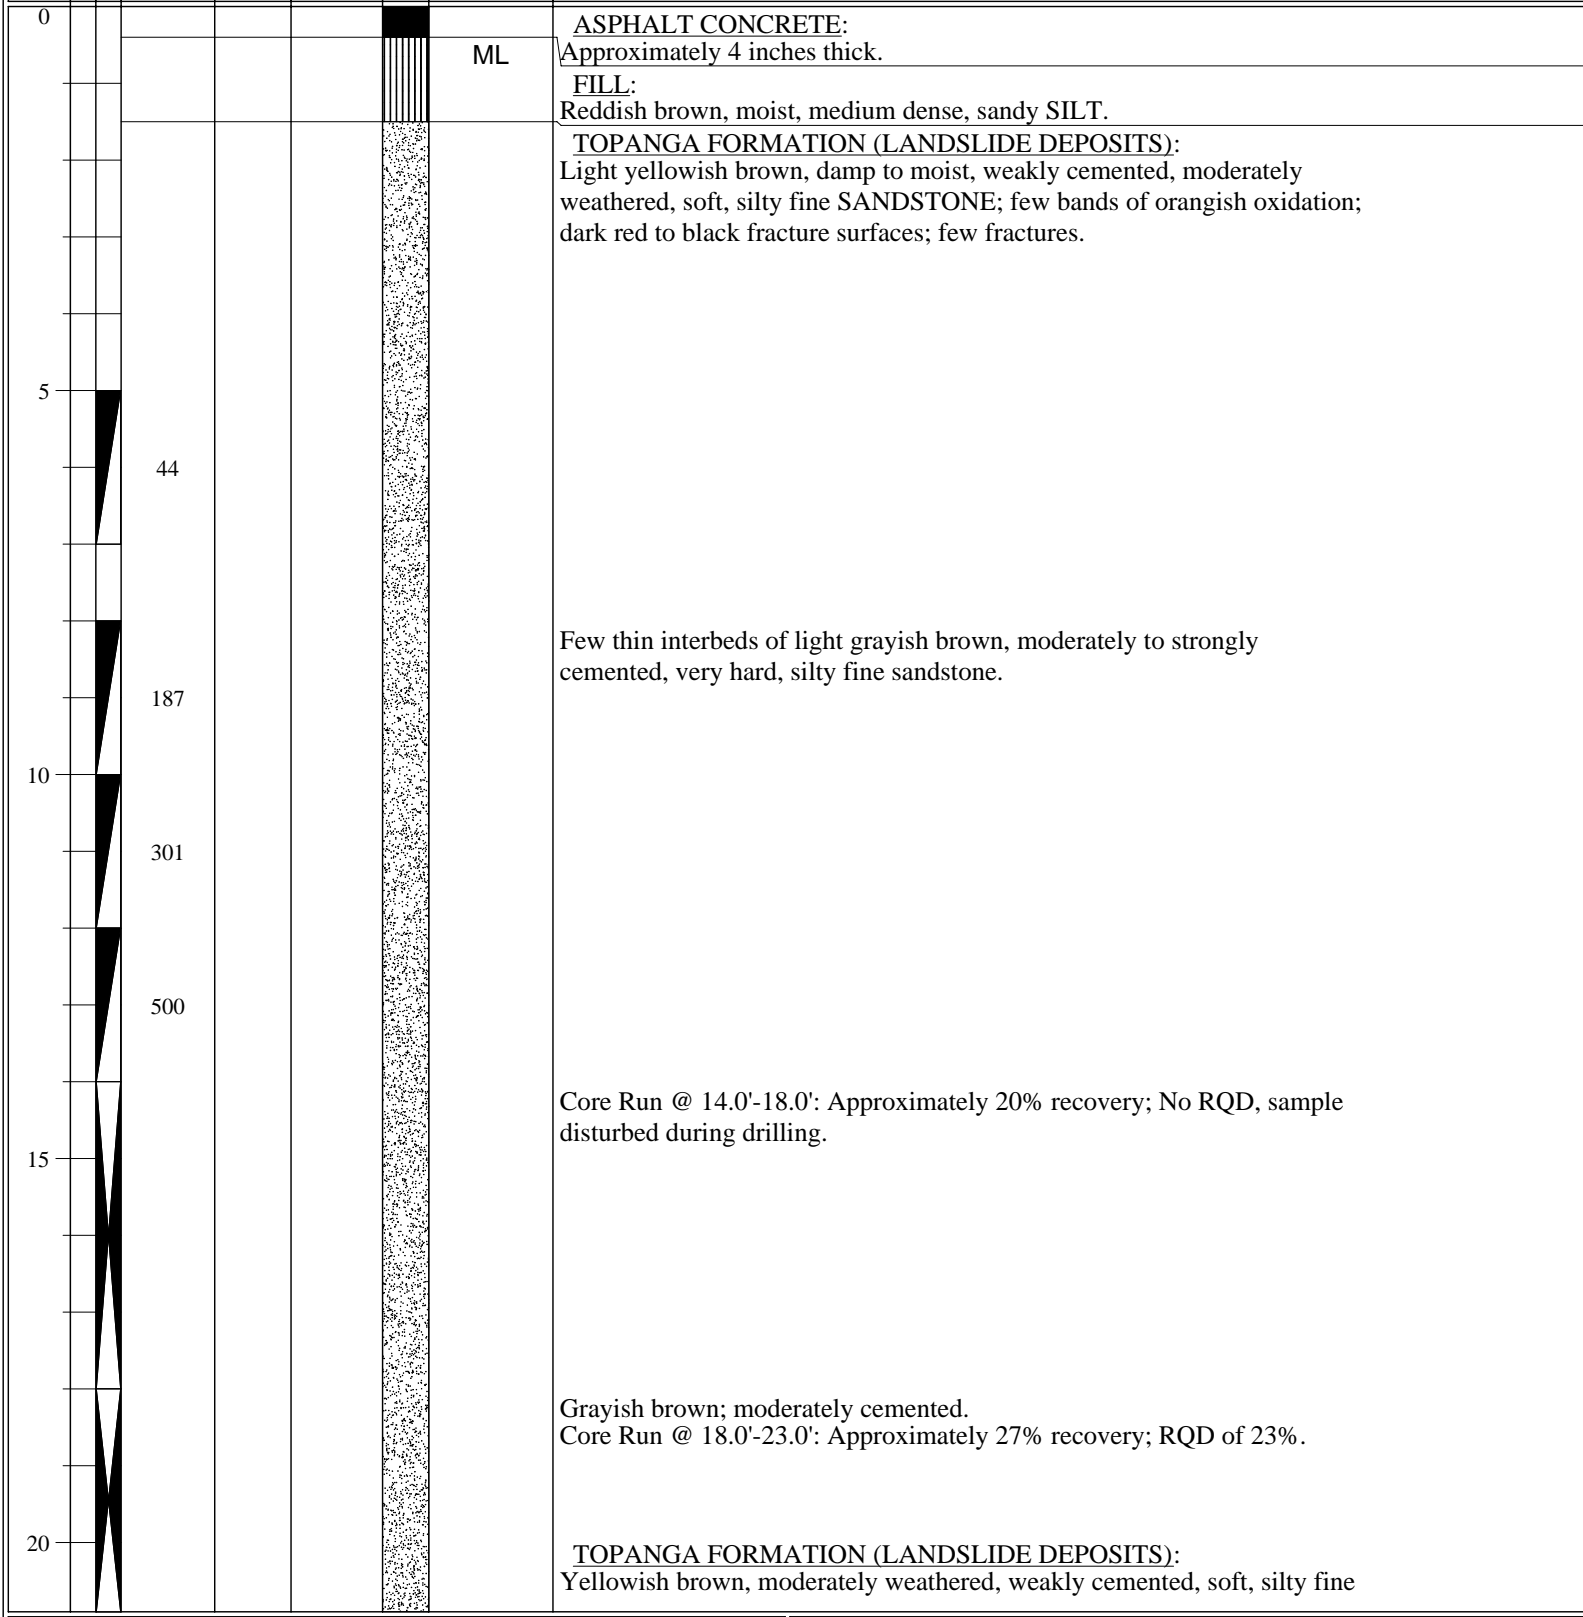 0
ASPHALT CONCRETE:
ML
Approximately 4 inches thick.
FILL:
Reddish brown, moist, medium dense, sandy SILT.
TOPANGA FORMATION (LANDSLIDE DEPOSITS):
Light yellowish brown, damp to moist, weakly cemented, moderately
weathered, soft, silty fine SANDSTONE; few bands of orangish oxidation;
dark red to black fracture surfaces; few fractures.
5
44
Few thin interbeds of light grayish brown, moderately to strongly
cemented, very hard, silty fine sandstone.
187
10
301
500
Core Run @ 14.0'-18.0': Approximately 20% recovery; No RQD, sample
disturbed during drilling.
15
Grayish brown; moderately cemented.
Core Run @ 18.0'-23.0': Approximately 27% recovery; RQD of 23%.
20
TOPANGA FORMATION (LANDSLIDE DEPOSITS):
Yellowish brown, moderately weathered, weakly cemented, soft, silty fine